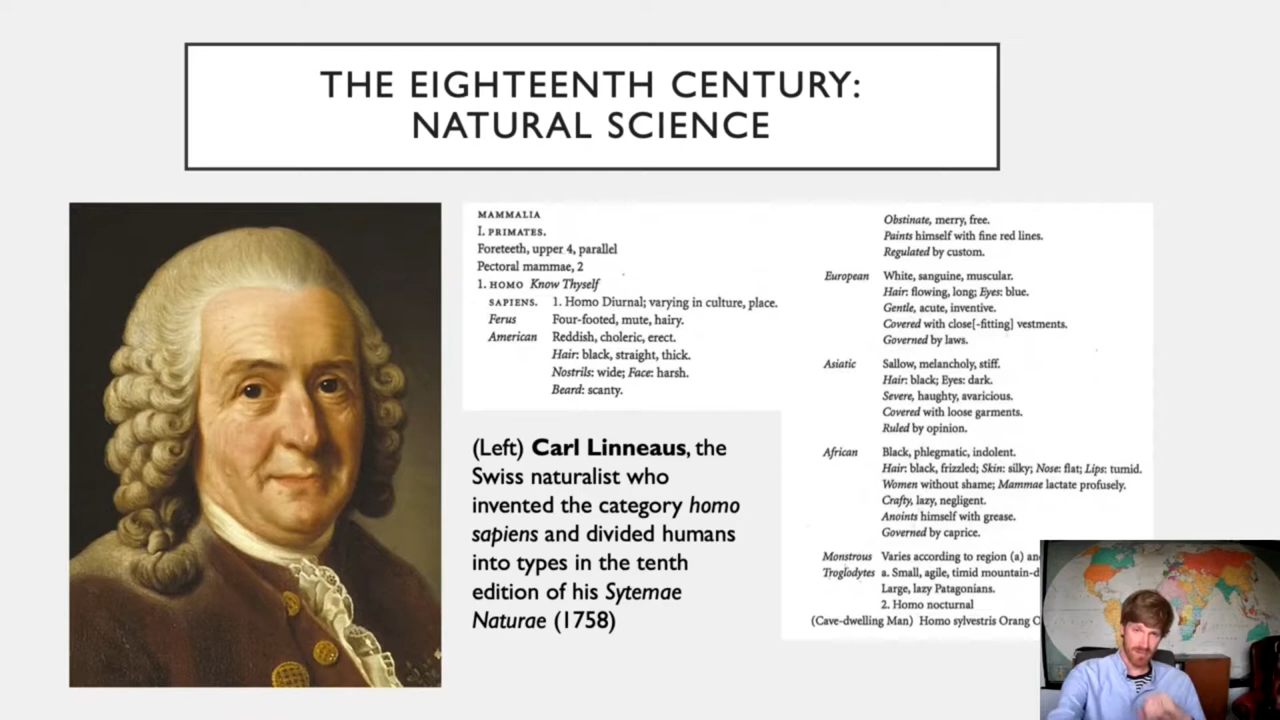 THE EIGHTEENTH CENTURY:
NATURAL SCIENCE
MAMMALIA
I. PRIMATES.
Foreteeth, upper 4, parallel
Pectoral mammae, 2
1. HOMO Know Thyself
SAPIENS. 1. Homo Diurnal; varying in culture, place.
Ferus Four-footed, mute, hairy.
American Reddish, choleric, erect.
Hair: black, straight, thick.
Nostrils: wide; Face: harsh.
Beard: scanty.
Obstinate, merry, free.
Paints himself with fine red lines.
Regulated by custom.
European White, sanguine, muscular.
Hair: flowing, long; Eyes: blue.
Gentle, acute, inventive.
Covered with close[-fitting] vestments.
Governed by laws.
Asiatic Sallow, melancholy, stiff.
Hair: black; Eyes: dark.
Severe, haughty, avaricious.
Covered with loose garments.
Ruled by opinion.
African Black, phlegmatic, indolent.
Hair: black, frizzled; Skin: silky; Nose: flat; Lips: tumid.
Women without shame; Mammae lactate profusely.
Crafty, lazy, negligent.
Anoints himself with grease.
Governed by caprice.
Monstrous Varies according to region (a)
Troglodytes a. Small, agile, timid
Large, lazy Patagonians.
2. Homo nocturnal
(Cave-dwelling Man) Homo sylvestris Orang
(Left) Carl Linneaus, the
Swiss naturalist who
invented the category homo
sapiens and divided humans
into types in the tenth
edition of his Sytemae
Naturae (1758)